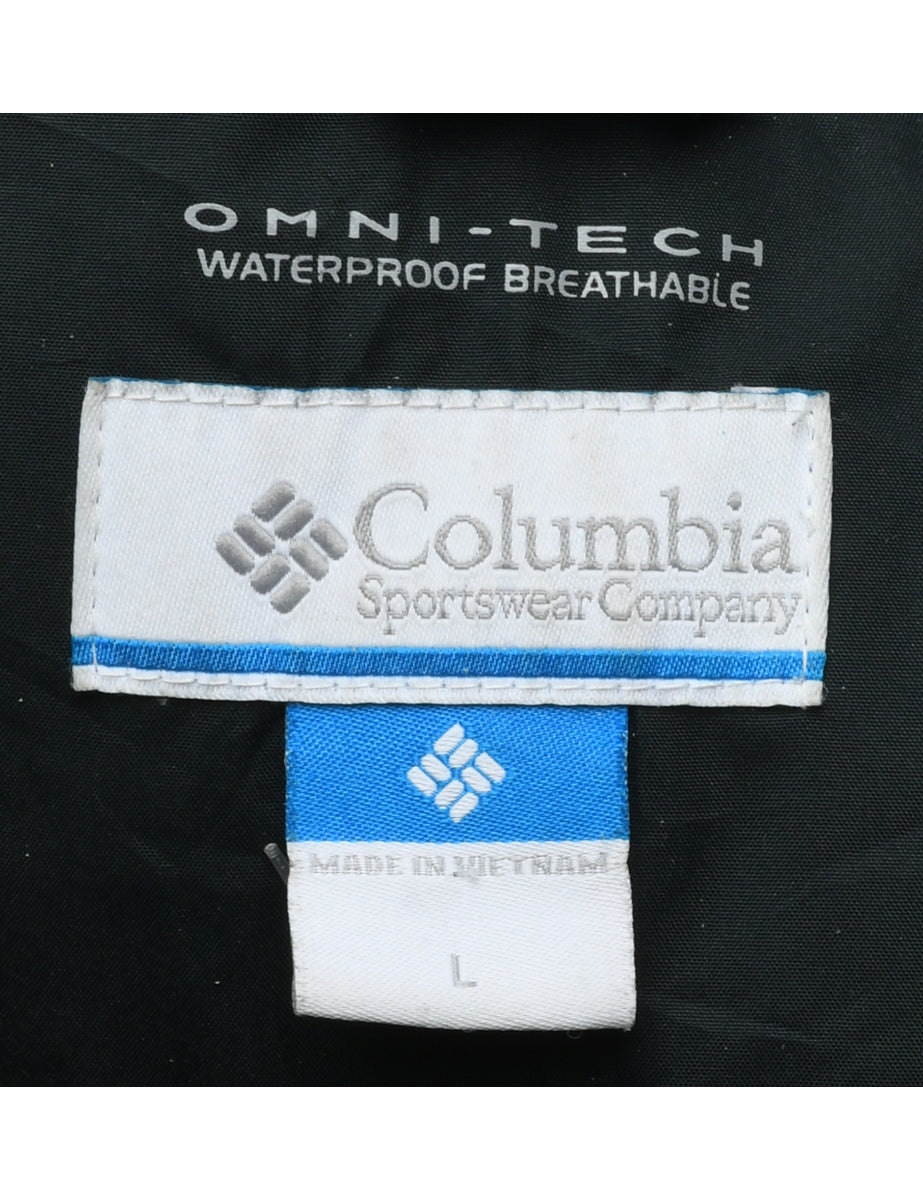 OMNI-TECH
WATERPROOF BREATHABLE
Columbia
Sportswear Company
MADE IN VIETNAM
L